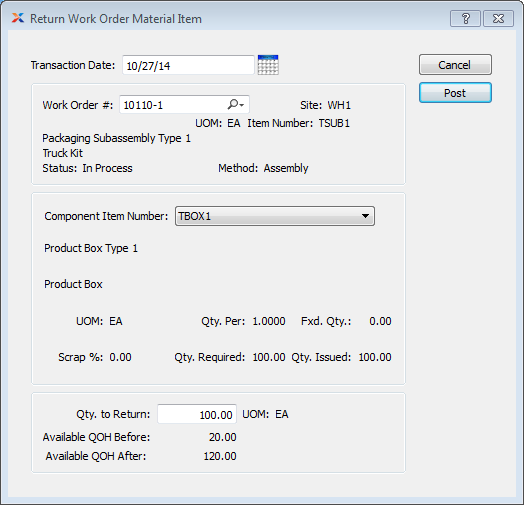 Return Work Order Material Item
Transaction Date: 10/27/14
Cancel
Post
Work Order #: 10110-1 Site: WH1
UOM: EA Item Number: TSUB1
Packaging Subassembly Type 1
Truck Kit
Status: In Process Method: Assembly
Component Item Number: TBOX1
Product Box Type 1
Product Box
UOM: EA Qty. Per: 1.0000 Fxd. Qty.: 0.00
Scrap %: 0.00 Qty. Required: 100.00 Qty. Issued: 100.00
Qty. to Return: 100.00 UOM: EA
Available QOH Before: 20.00
Available QOH After: 120.00